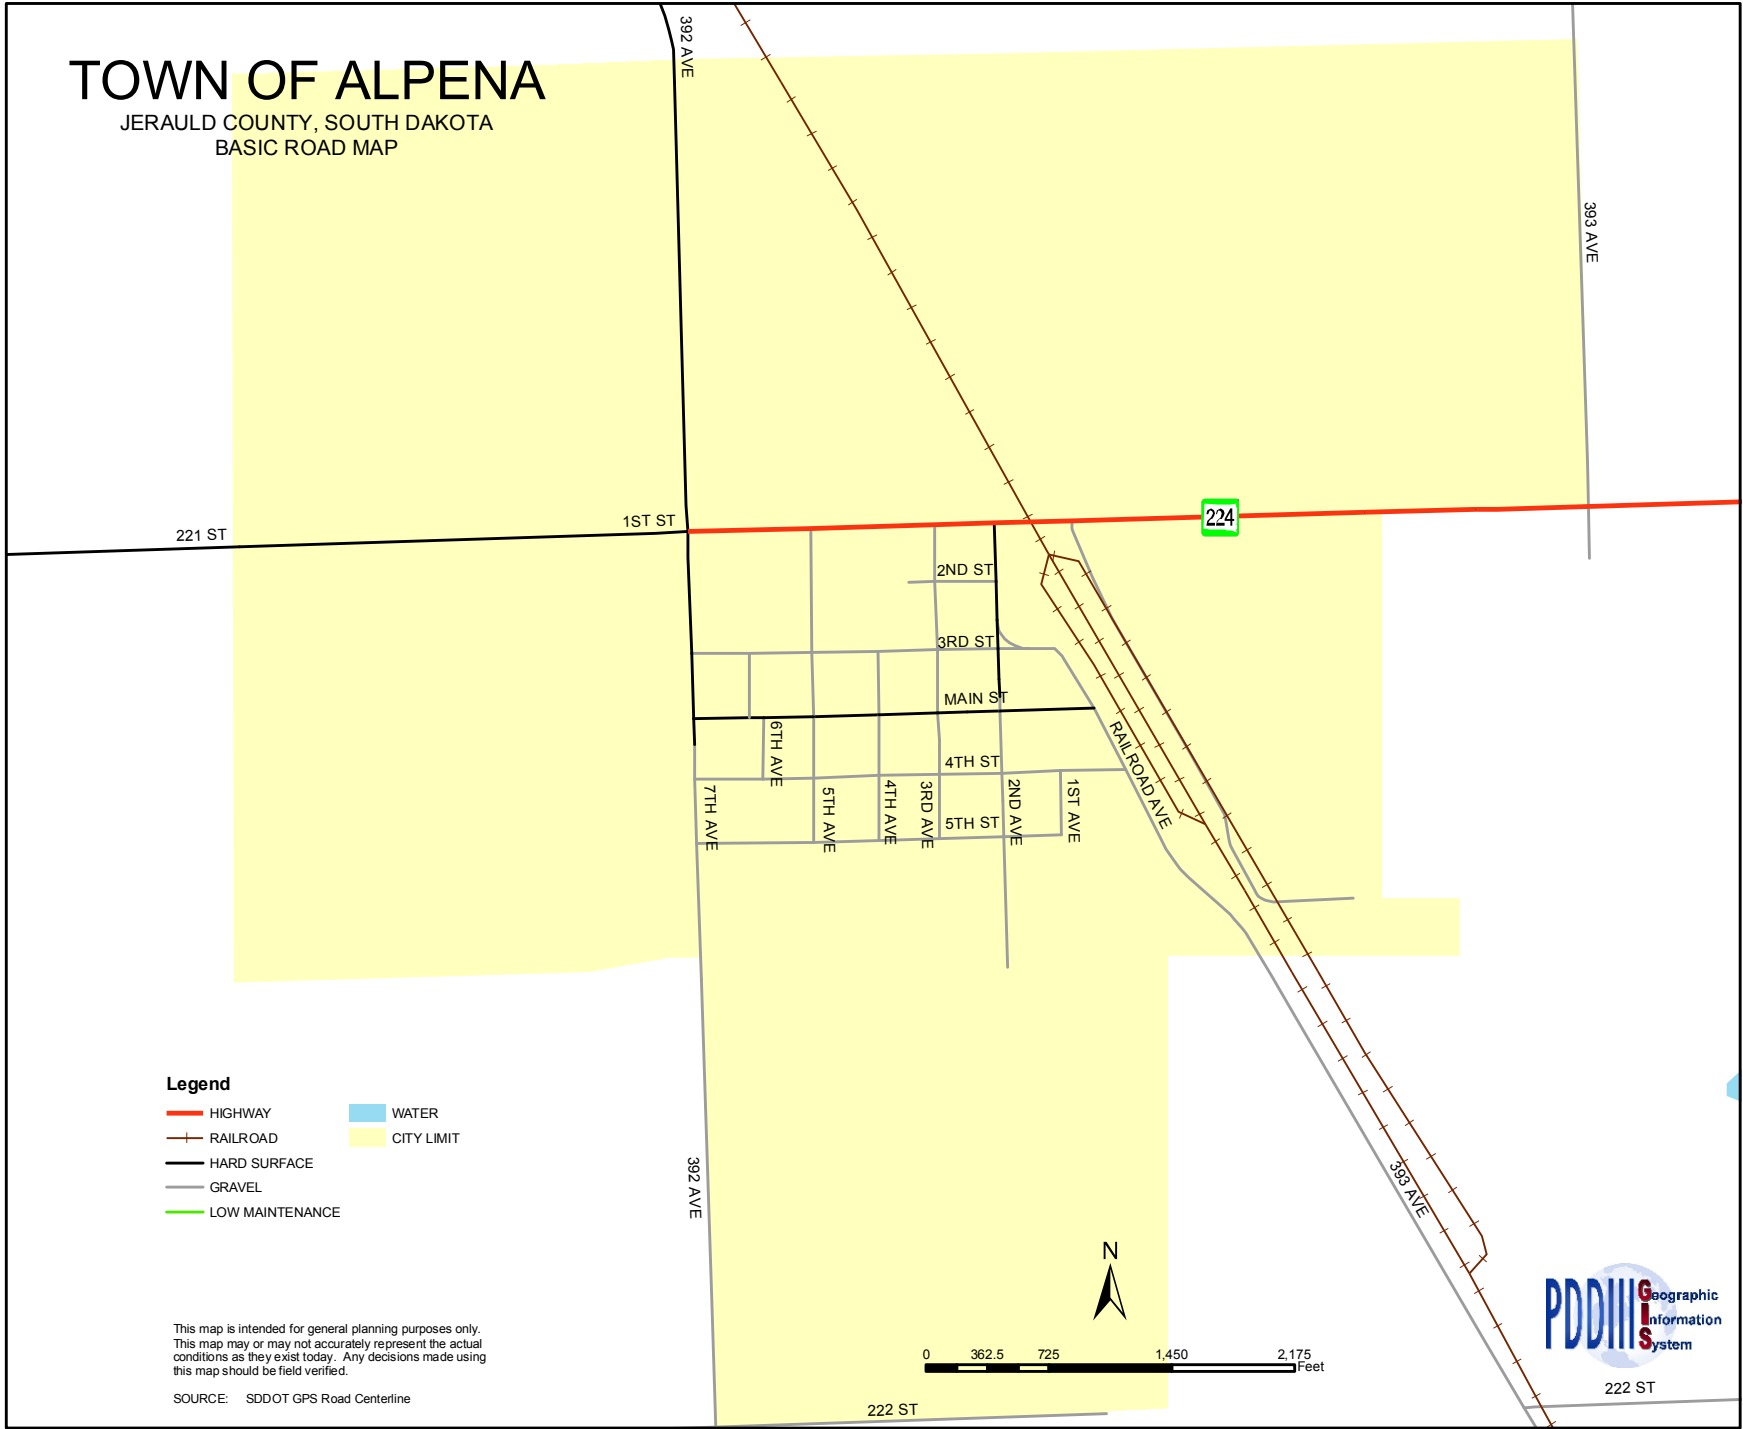 TOWN OF ALPENA
JERAULD COUNTY, SOUTH DAKOTA
BASIC ROAD MAP
392 AVE
393 AVE
224
221 ST
1ST ST
2ND ST
3RD ST
MAIN ST
4TH ST
5TH ST
7TH AVE
6TH AVE
5TH AVE
4TH AVE
3RD AVE
2ND AVE
1ST AVE
RAILROAD AVE
392 AVE
393 AVE
222 ST
222 ST
Legend
HIGHWAY
RAILROAD
HARD SURFACE
GRAVEL
LOW MAINTENANCE
WATER
CITY LIMIT
This map is intended for general planning purposes only.
This map may or may not accurately represent the actual
conditions as they exist today. Any decisions made using
this map should be field verified.
SOURCE: SDDOT GPS Road Centerline
N
0 362.5 725 1,450 2,175
Feet
PDDIII
Geographic
Information
System